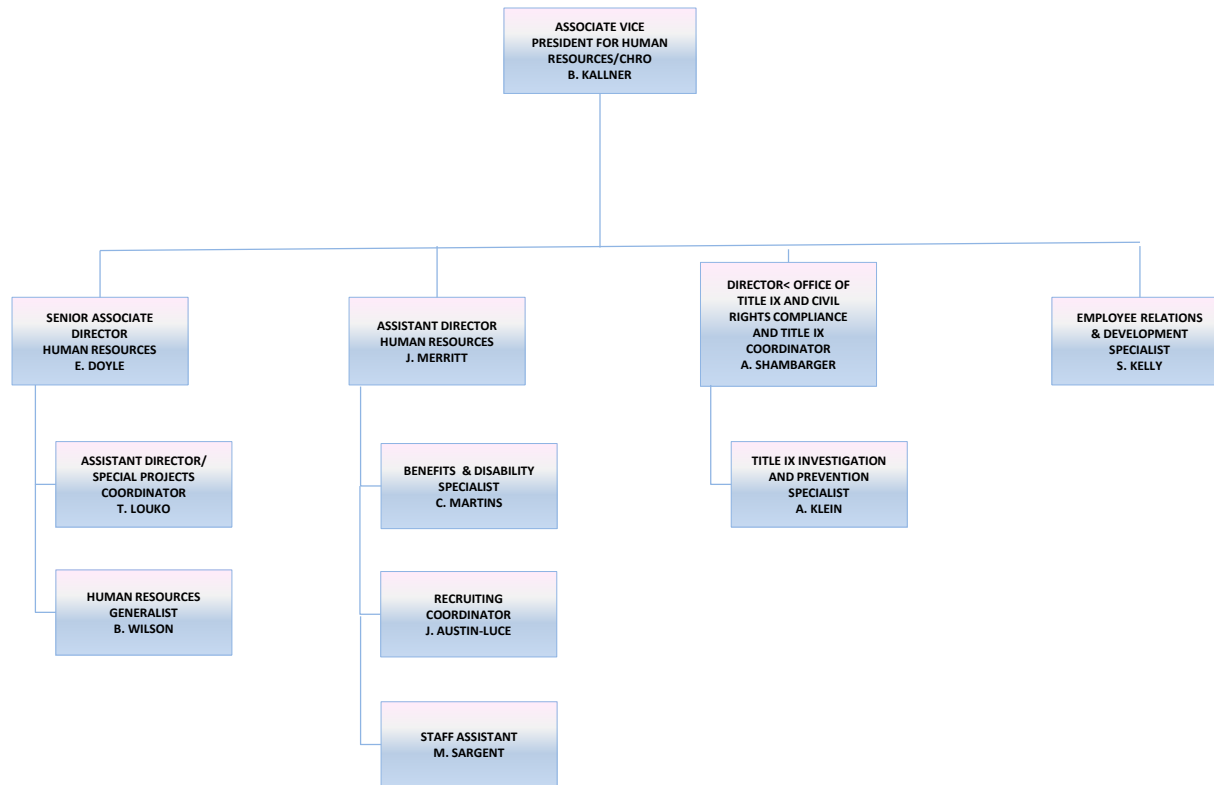 ASSOCIATE VICE
PRESIDENT FOR HUMAN
RESOURCES/CHRO
B. KALLNER
SENIOR ASSOCIATE
DIRECTOR
HUMAN RESOURCES
E. DOYLE
ASSISTANT DIRECTOR
HUMAN RESOURCES
J. MERRITT
DIRECTOR< OFFICE OF
TITLE IX AND CIVIL
RIGHTS COMPLIANCE
AND TITLE IX
COORDINATOR
A. SHAMBARGER
EMPLOYEE RELATIONS
& DEVELOPMENT
SPECIALIST
S. KELLY
ASSISTANT DIRECTOR/
SPECIAL PROJECTS
COORDINATOR
T. LOUKO
BENEFITS & DISABILITY
SPECIALIST
C. MARTINS
TITLE IX INVESTIGATION
AND PREVENTION
SPECIALIST
A. KLEIN
HUMAN RESOURCES
GENERALIST
B. WILSON
RECRUITING
COORDINATOR
J. AUSTIN-LUCE
STAFF ASSISTANT
M. SARGENT